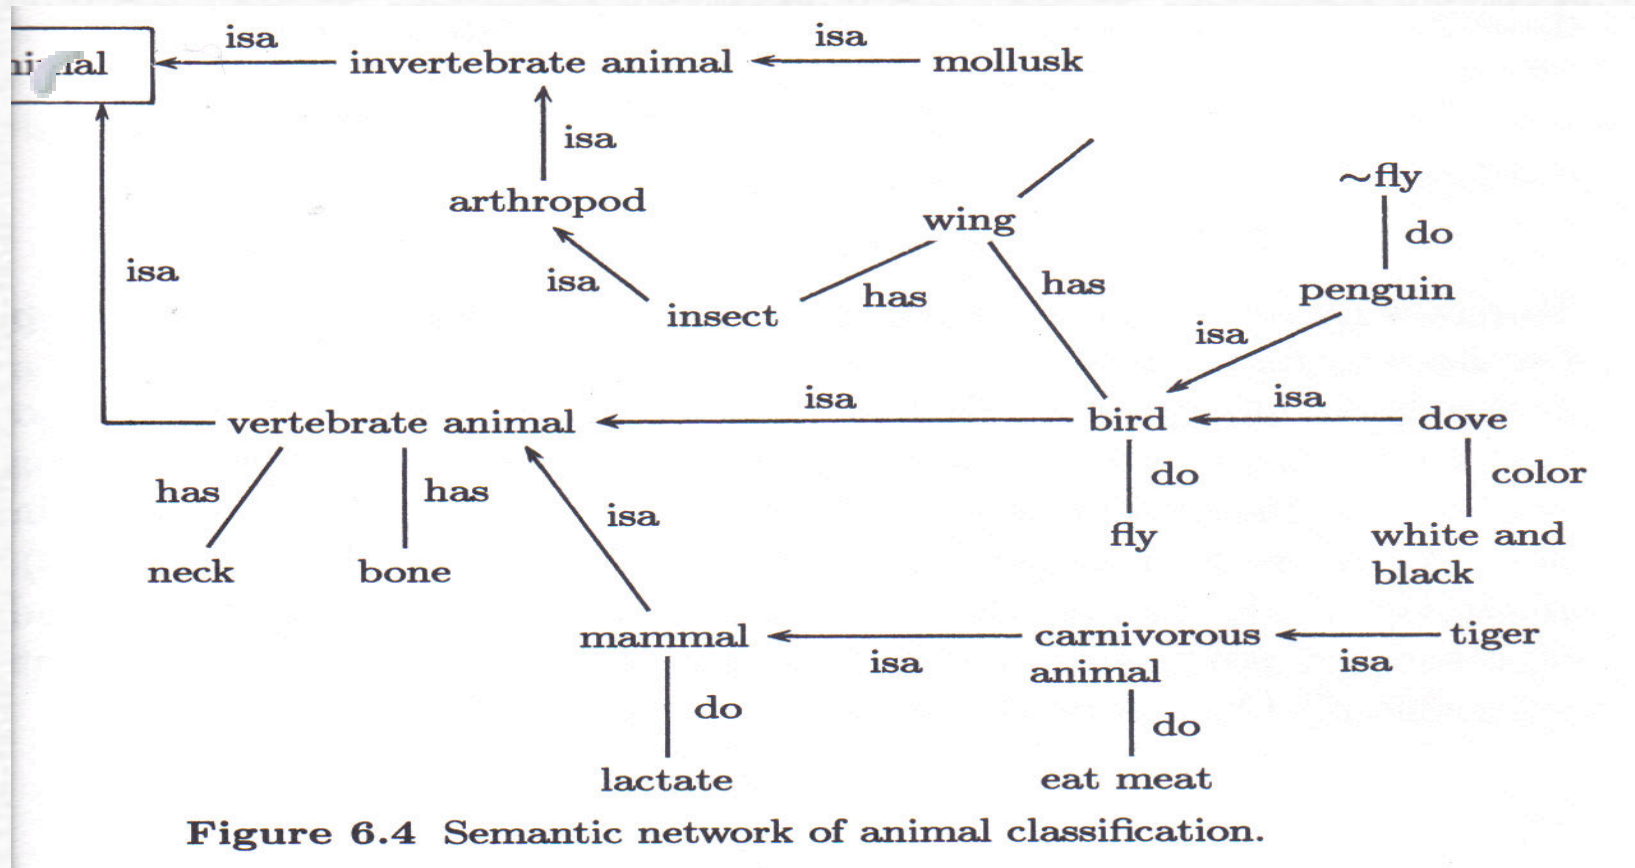 isa
isa
invertebrate animal
mollusk
isa
~fly
arthropod
wing
do
isa
isa
has
has
penguin
insect
isa
isa
isa
vertebrate animal
bird
dove
has
has
do
color
isa
fly
white and
black
neck
bone
mammal
carnivorous
animal
tiger
isa
isa
do
do
lactate
eat meat
Figure 6.4 Semantic network of animal classification.